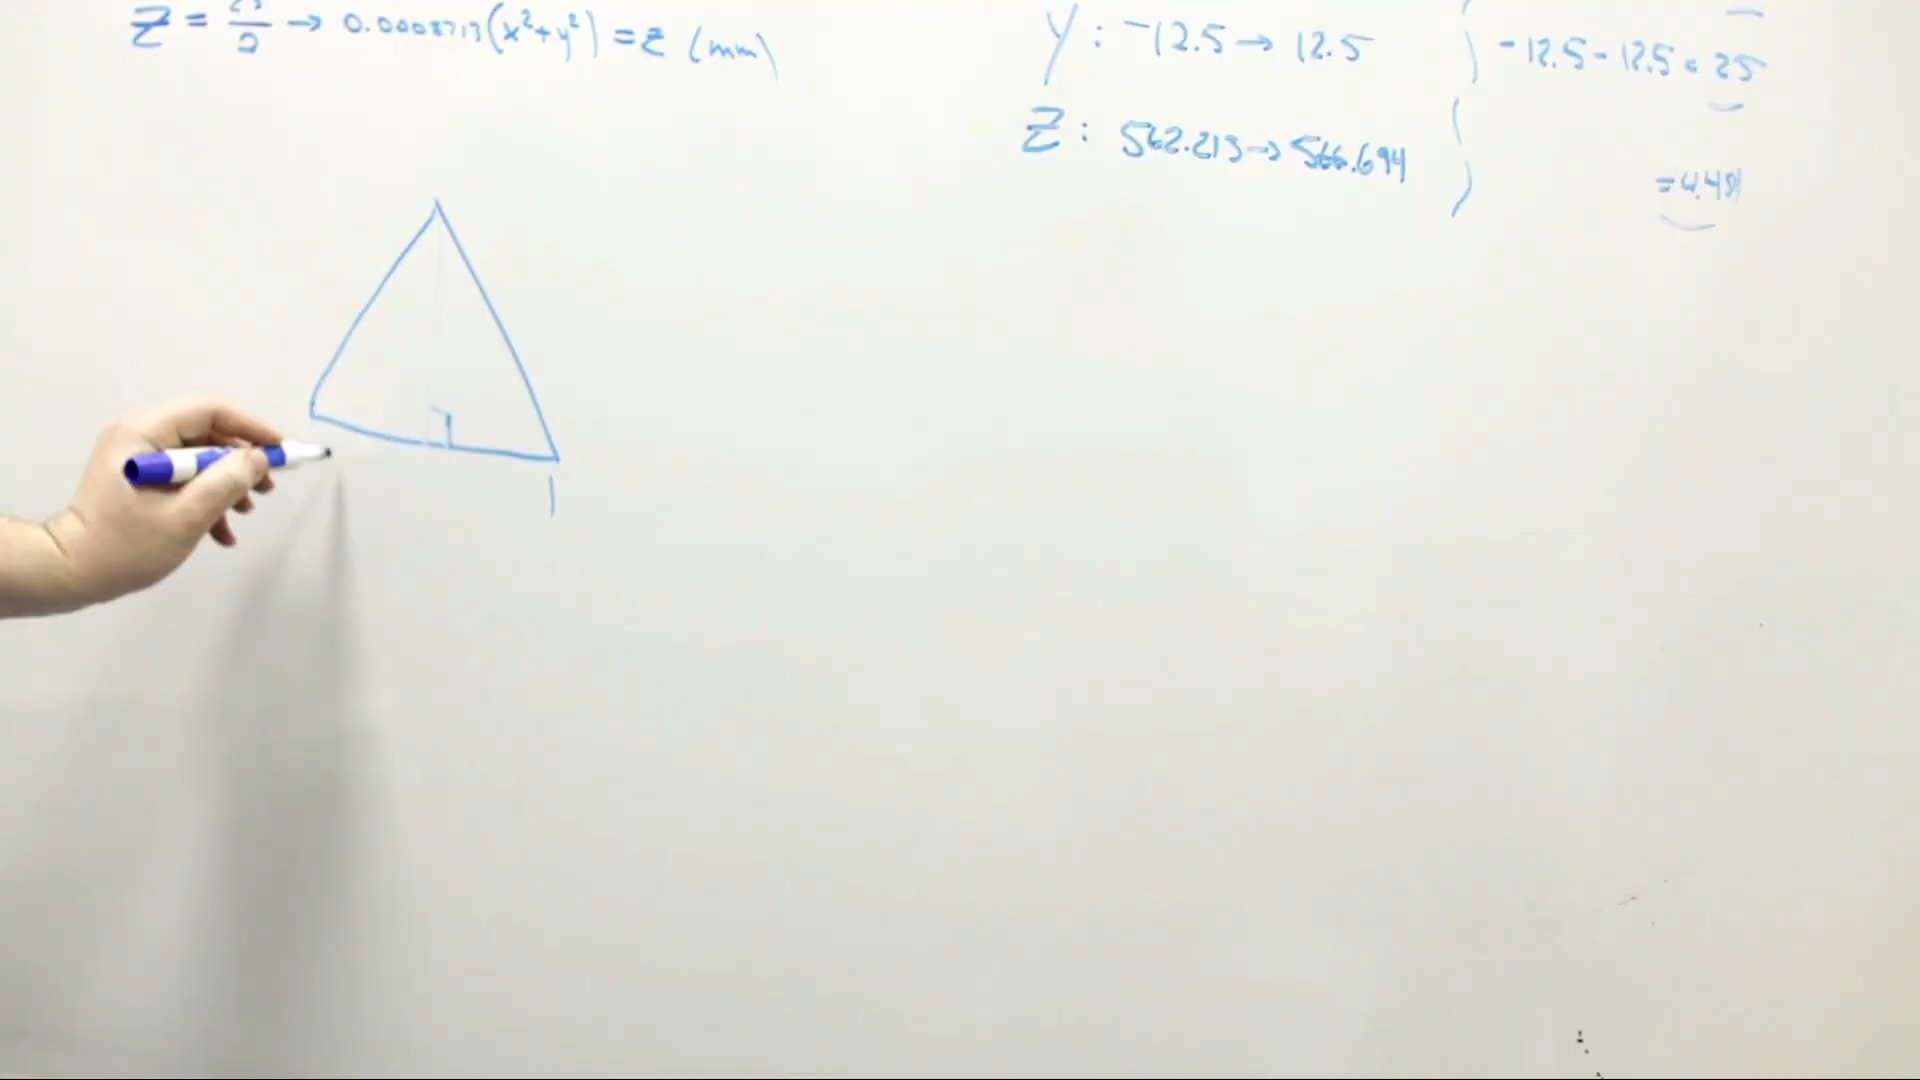 → 0.0008713(x²+y²) = z (mm)
Y: -12.5 → 12.5 -12.5 - 12.5 = 25
Z: 562.213 → 566.694 = 4.481